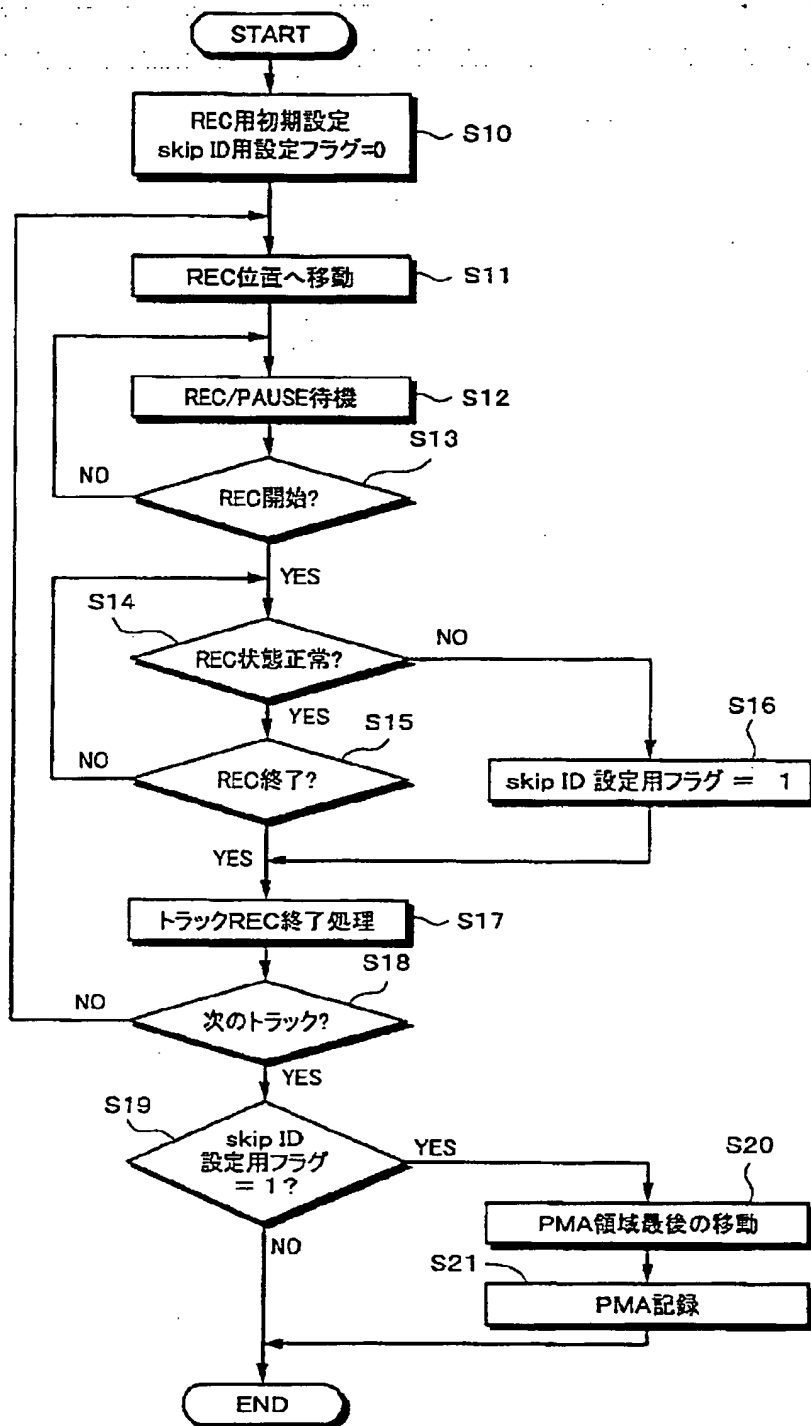 START
REC用初期設定
skip ID用設定フラグ=0
S10
REC位置へ移動
S11
REC/PAUSE待機
S12
S13
NO
REC開始?
YES
S14
NO
REC状態正常?
YES
S15
S16
NO
REC終了?
skip ID 設定用フラグ = 1
YES
トラックREC終了処理
S17
S18
NO
次のトラック?
YES
S19
skip ID
設定用フラグ
= 1?
YES
S20
PMA領域最後の移動
NO
S21
PMA記録
END